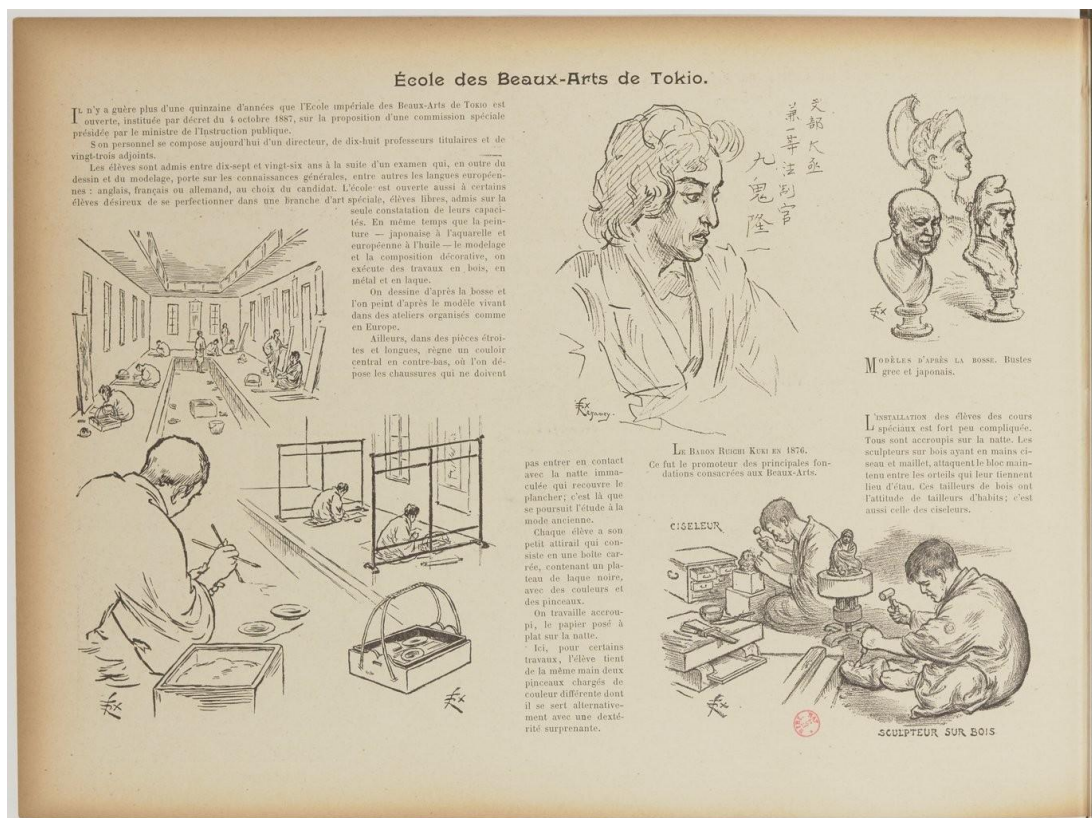 École des Beaux-Arts de Tokio.
IL n'y a guère plus d'une quinzaine d'années que l'Ecole impériale des Beaux-Arts de TOKIO est
ouverte, instituée par décret du 4 octobre 1887, sur la proposition d'une commission spéciale
présidée par le ministre de l'Instruction publique.
Son personnel se compose aujourd'hui d'un directeur, de dix-huit professeurs titulaires et de
vingt-trois adjoints.
Les élèves sont admis entre dix-sept et vingt-six ans à la suite d'un examen qui, en outre du
dessin et du modelage, porte sur les connaissances générales, entre autres les langues européen-
nes : anglais, français ou allemand, au choix du candidat. L'école est ouverte aussi à certains
élèves désireux de se perfectionner dans une branche d'art spéciale, élèves libres, admis sur la
seule constatation de leurs capaci-
tés. En même temps que la pein-
ture — japonaise à l'aquarelle et
européenne à l'huile — le modelage
et la composition décorative, on
exécute des travaux en bois, en
métal et en laque.
On dessine d'après la bosse et
l'on peint d'après le modèle vivant
dans des ateliers organisés comme
en Europe.
Ailleurs, dans des pièces étroi-
tes et longues, règne un couloir
central en contre-bas, où l'on dé-
pose les chaussures qui ne doivent
pas entrer en contact
avec la natte imma-
culée qui recouvre le
plancher; c'est là que
se poursuit l'étude à la
mode ancienne.
Chaque élève a son
petit attirail qui con-
siste en une boîte car-
rée, contenant un pla-
teau de laque noire,
avec des couleurs et
des pinceaux.
On travaille accrou-
pi, le papier posé à
plat sur la natte.
Ici, pour certains
travaux, l'élève tient
de la même main deux
pinceaux chargés de
couleur différente dont
il se sert alternative-
ment avec une dexté-
rité surprenante.
文部大丞
兼一等法制官
九鬼隆一
F. Regamey.
LE BARON RUICHI KUKI EN 1876.
Ce fut le promoteur des principales fon-
dations consacrées aux Beaux-Arts.
MODÈLES D'APRÈS LA BOSSE. Bustes
grec et japonais.
L'INSTALLATION des élèves des cours
spéciaux est fort peu compliquée.
Tous sont accroupis sur la natte. Les
sculpteurs sur bois ayant en mains ci-
seau et maillet, attaquent le bloc main-
tenu entre les orteils qui leur tiennent
lieu d'étau. Ces tailleurs de bois ont
l'attitude de tailleurs d'habits; c'est
aussi celle des ciseleurs.
CISELEUR
SCULPTEUR SUR BOIS